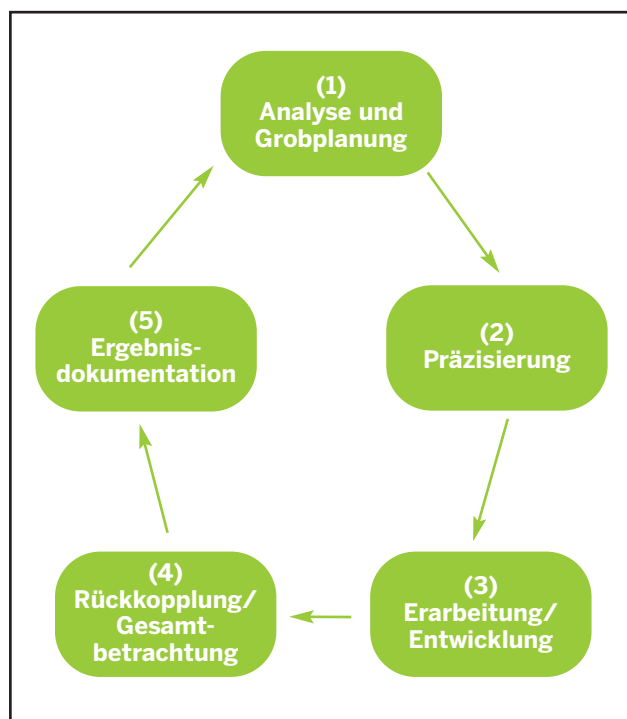 (1)
Analyse und
Grobplanung
(2)
Präzisierung
(3)
Erarbeitung/
Entwicklung
(4)
Rückkopplung/
Gesamt-
betrachtung
(5)
Ergebnis-
dokumentation